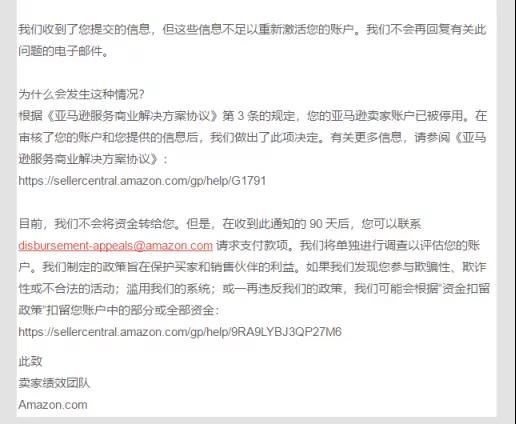 我们收到了您提交的信息，但这些信息不足以重新激活您的账户。我们不会再回复有关此
问题的电子邮件。
为什么会发生这种情况？
根据《亚马逊服务商业解决方案协议》第 3 条的规定，您的亚马逊卖家账户已被停用。在
审核了您的账户和您提供的信息后，我们做出了此项决定。有关更多信息，请参阅《亚马
逊服务商业解决方案协议》：
https://sellercentral.amazon.com/gp/help/G1791
目前，我们不会将资金转给您。但是，在收到此通知的 90 天后，您可以联系
disbursement-appeals@amazon.com 请求支付款项。我们将单独进行调查以评估您的账
户。我们制定的政策旨在保护买家和销售伙伴的利益。如果我们发现您参与欺骗性、欺诈
性或不合法的活动；滥用我们的系统；或一再违反我们的政策，我们可能会根据“资金扣留
政策”扣留您账户中的部分或全部资金：
https://sellercentral.amazon.com/gp/help/9RA9LYBJ3QP27M6
此致
卖家绩效团队
Amazon.com